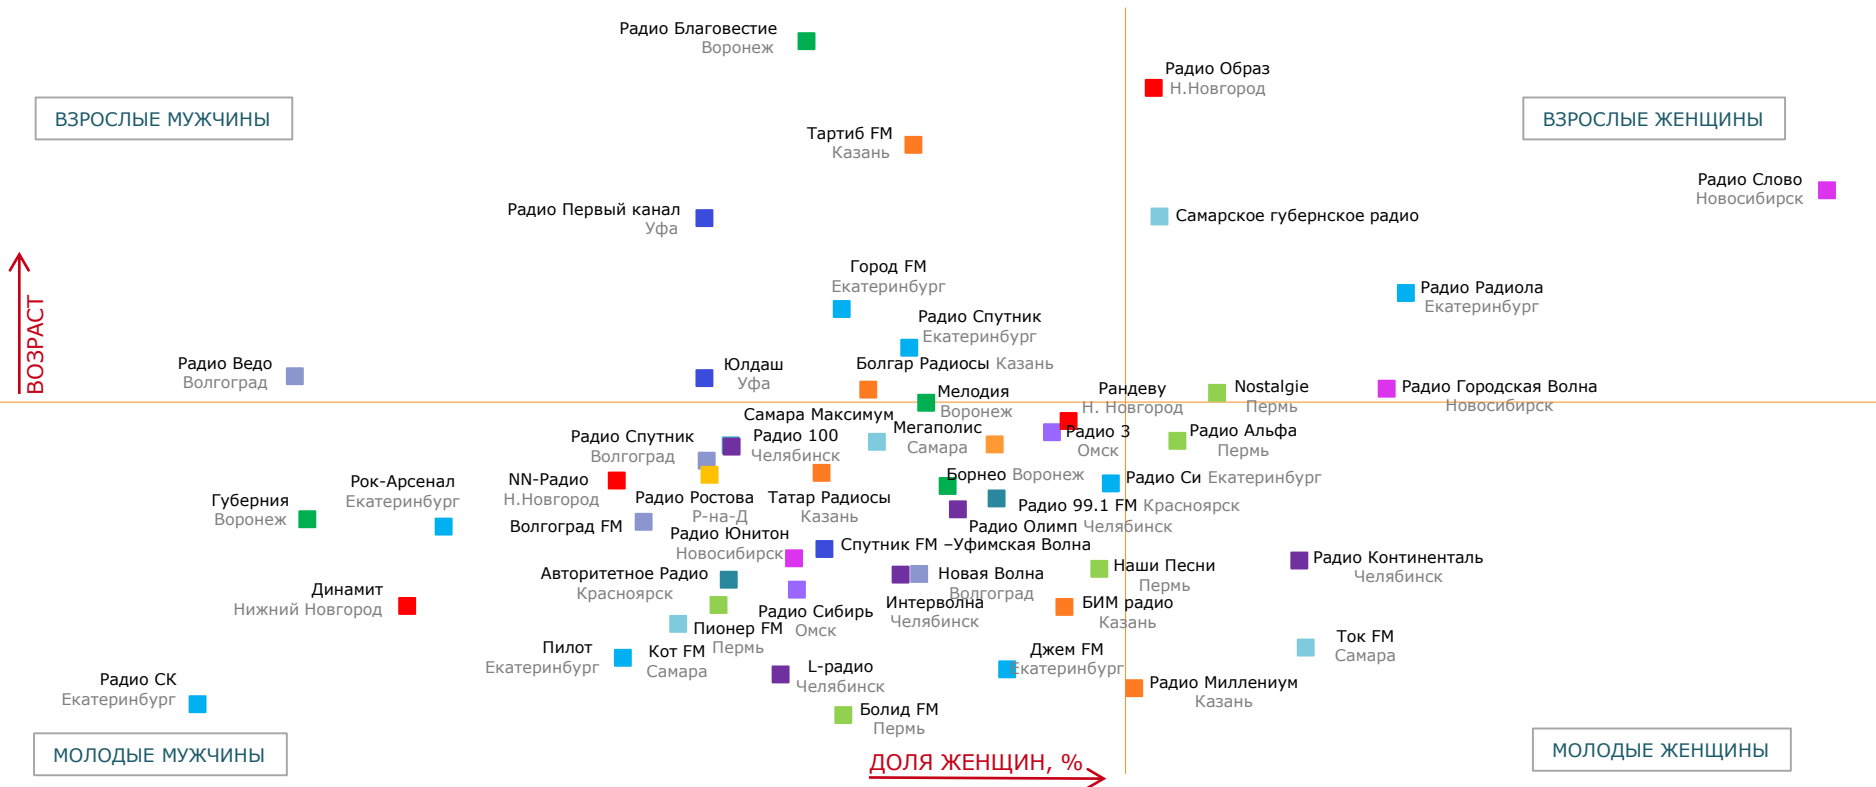 Радио Благовестие
Воронеж
Радио Образ
Н.Новгород
ВЗРОСЛЫЕ МУЖЧИНЫ
ВЗРОСЛЫЕ ЖЕНЩИНЫ
Тартиб FM
Казань
Радио Слово
Новосибирск
Радио Первый канал
Уфа
Самарское губернское радио
Город FM
Екатеринбург
Радио Радиола
Екатеринбург
ВОЗРАСТ
Радио Спутник
Екатеринбург
Радио Ведо
Волгоград
Юлдаш
Уфа
Болгар Радиосы Казань
Мелодия
Воронеж
Рандеву
Н. Новгород
Nostalgie
Пермь
Радио Городская Волна
Новосибирск
Самара Максимум
Радио Спутник
Волгоград
Радио 100
Челябинск
Мегаполис
Самара
Радио 3
Омск
Радио Альфа
Пермь
Рок-Арсенал
Екатеринбург
NN-Радио
Н.Новгород
Борнео Воронеж
Радио Си Екатеринбург
Губерния
Воронеж
Радио Ростова
Р-на-Д
Татар Радиосы
Казань
Радио 99.1 FM Красноярск
Волгоград FM
Радио Олимп Челябинск
Радио Юнитон
Новосибирск
Спутник FM –Уфимская Волна
Радио Континенталь
Челябинск
Авторитетное Радио
Красноярск
Новая Волна
Волгоград
Наши Песни
Пермь
Динамит
Нижний Новгород
Радио Сибирь
Омск
Интерволна
Челябинск
БИМ радио
Казань
Пионер FM
Пермь
Ток FM
Самара
Пилот
Екатеринбург
Кот FM
Самара
L-радио
Челябинск
Джем FM
Екатеринбург
Радио СК
Екатеринбург
Радио Миллениум
Казань
Болид FM
Пермь
МОЛОДЫЕ МУЖЧИНЫ
ДОЛЯ ЖЕНЩИН, %
МОЛОДЫЕ ЖЕНЩИНЫ